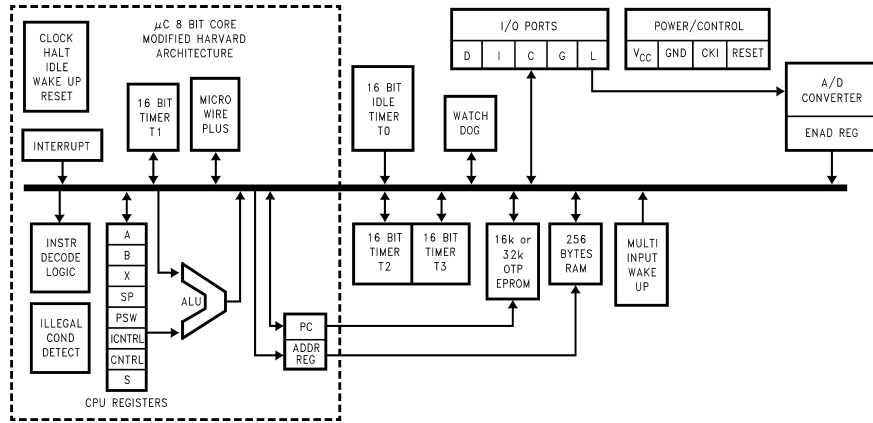 μC 8 BIT CORE
MODIFIED HARVARD
ARCHITECTURE
CLOCK
HALT
IDLE
WAKE UP
RESET
I/O PORTS
D I C G L
POWER/CONTROL
VCC GND CKI RESET
16 BIT
TIMER
T1
MICRO
WIRE
PLUS
16 BIT
IDLE
TIMER
T0
WATCH
DOG
A/D
CONVERTER
ENAD REG
INTERRUPT
INSTR
DECODE
LOGIC
ILLEGAL
COND
DETECT
A
B
X
SP
PSW
ICNTRL
CNTRL
S
CPU REGISTERS
ALU
PC
ADDR
REG
16 BIT
TIMER
T2
16 BIT
TIMER
T3
16k or
32k
OTP
EPROM
256
BYTES
RAM
MULTI
INPUT
WAKE
UP